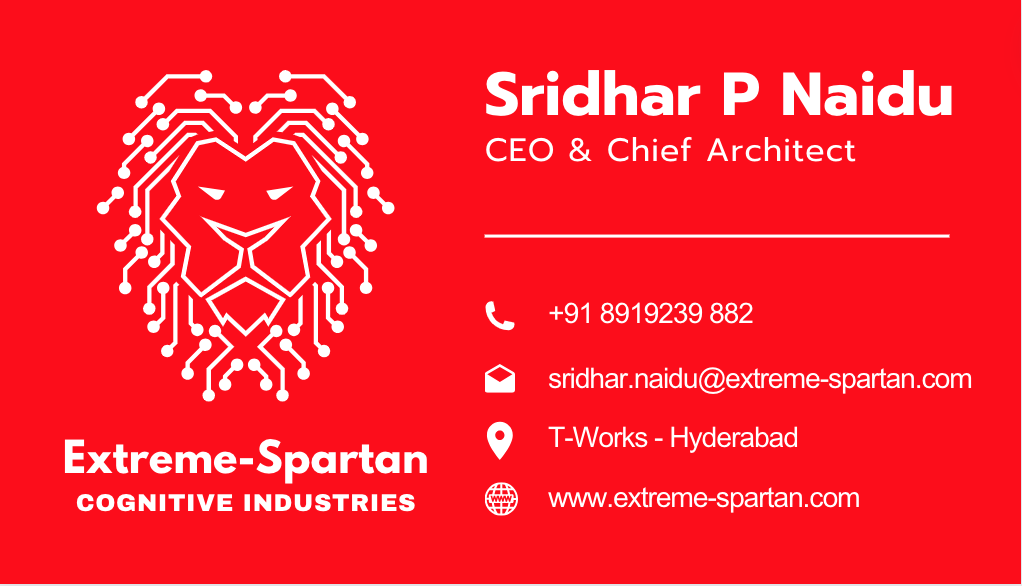 Sridhar P Naidu
CEO & Chief Architect
+91 8919239 882
sridhar.naidu@extreme-spartan.com
T-Works - Hyderabad
www.extreme-spartan.com
Extreme-Spartan
COGNITIVE INDUSTRIES